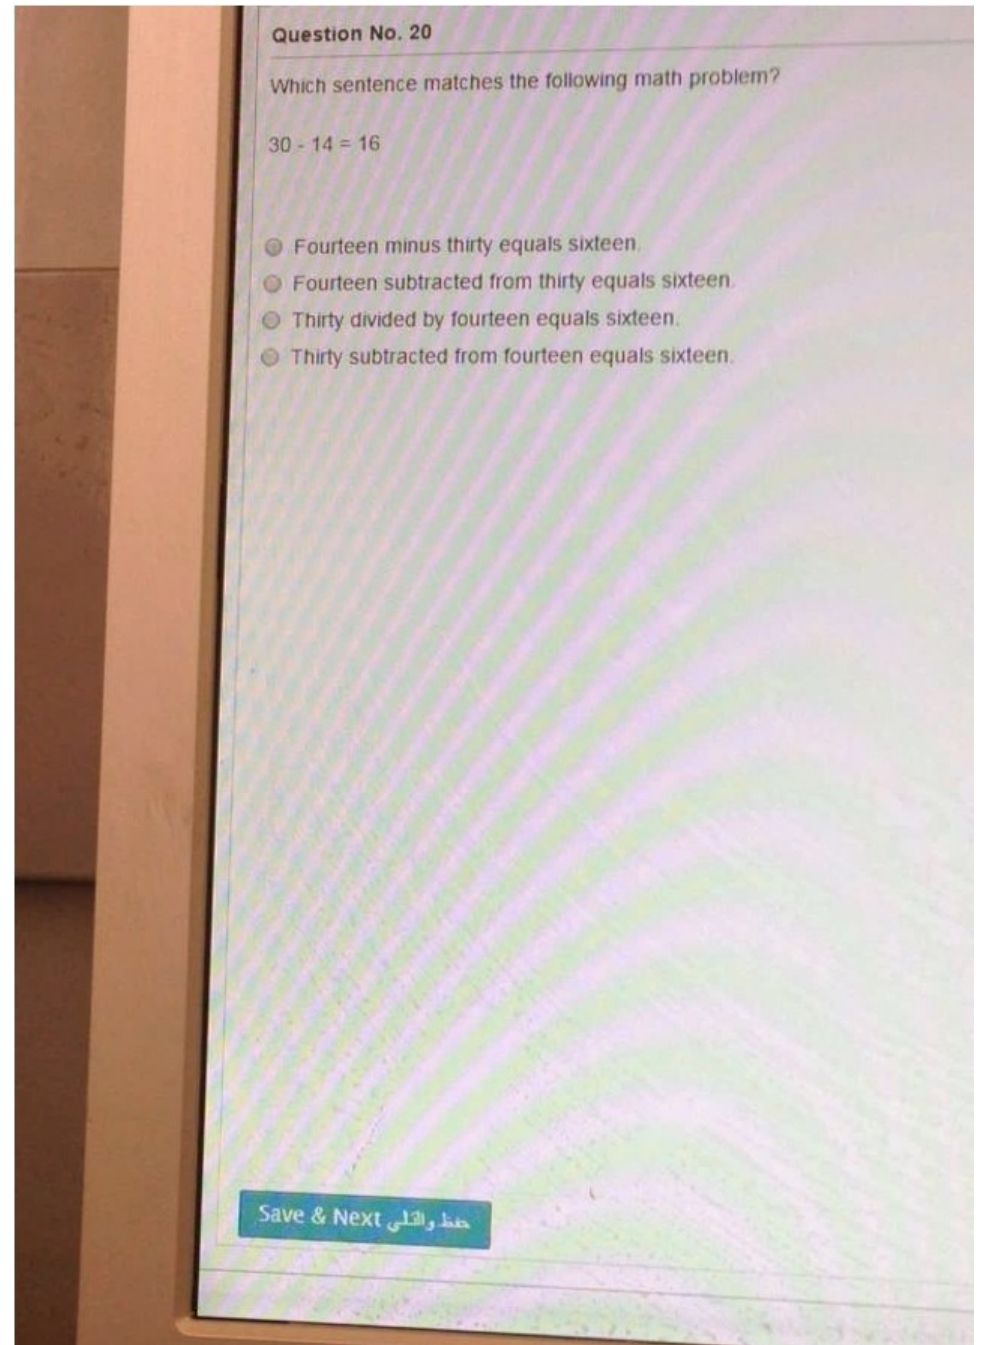 Question No. 20
Which sentence matches the following math problem?
30 - 14 = 16
Fourteen minus thirty equals sixteen.
Fourteen subtracted from thirty equals sixteen.
Thirty divided by fourteen equals sixteen.
Thirty subtracted from fourteen equals sixteen.
Save & Next حفظ والتالي